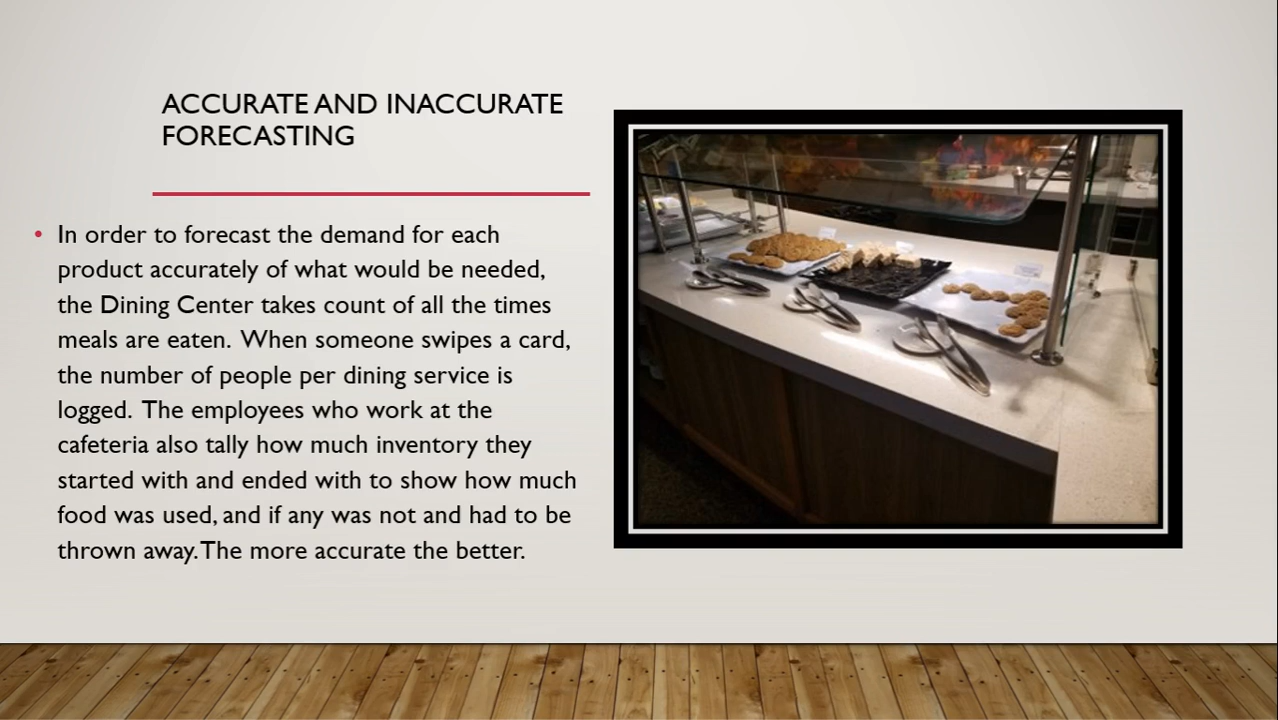 ACCURATE AND INACCURATE
FORECASTING
• In order to forecast the demand for each
product accurately of what would be needed,
the Dining Center takes count of all the times
meals are eaten. When someone swipes a card,
the number of people per dining service is
logged. The employees who work at the
cafeteria also tally how much inventory they
started with and ended with to show how much
food was used, and if any was not and had to be
thrown away. The more accurate the better.